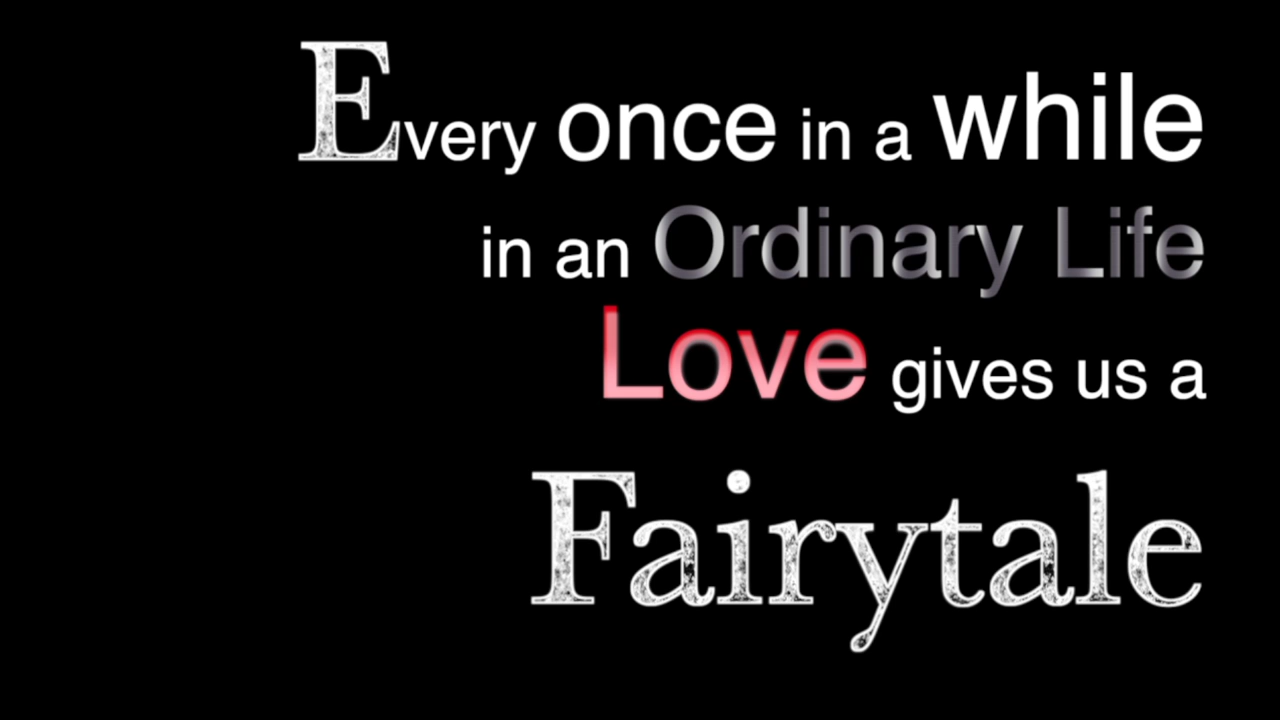 Every once in a while
in an Ordinary Life
Love gives us a
Fairytale